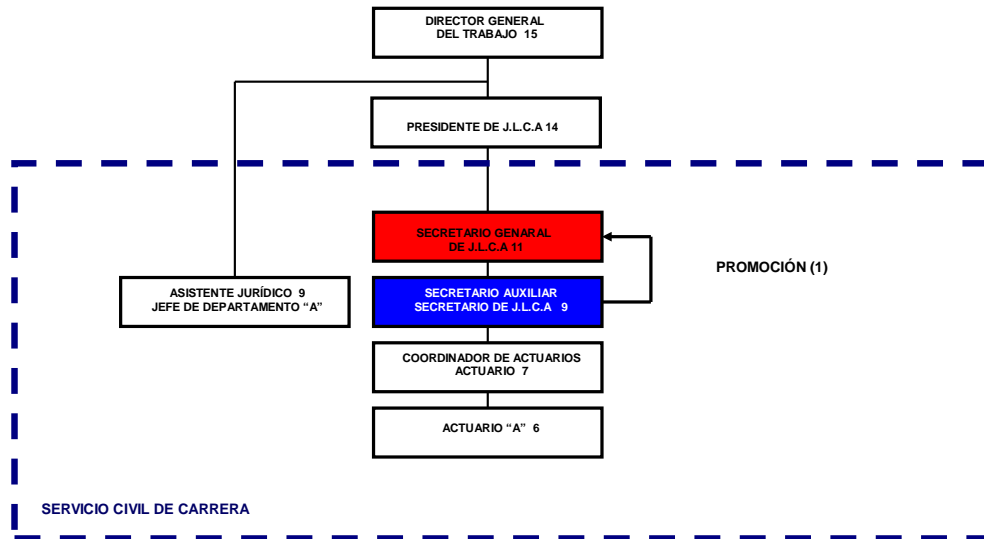 DIRECTOR GENERAL
DEL TRABAJO 15
PRESIDENTE DE J.L.C.A 14
SECRETARIO GENARAL
DE J.L.C.A 11
PROMOCIÓN (1)
ASISTENTE JURÍDICO 9
JEFE DE DEPARTAMENTO “A”
SECRETARIO AUXILIAR
SECRETARIO DE J.L.C.A 9
COORDINADOR DE ACTUARIOS
ACTUARIO 7
ACTUARIO “A” 6
SERVICIO CIVIL DE CARRERA